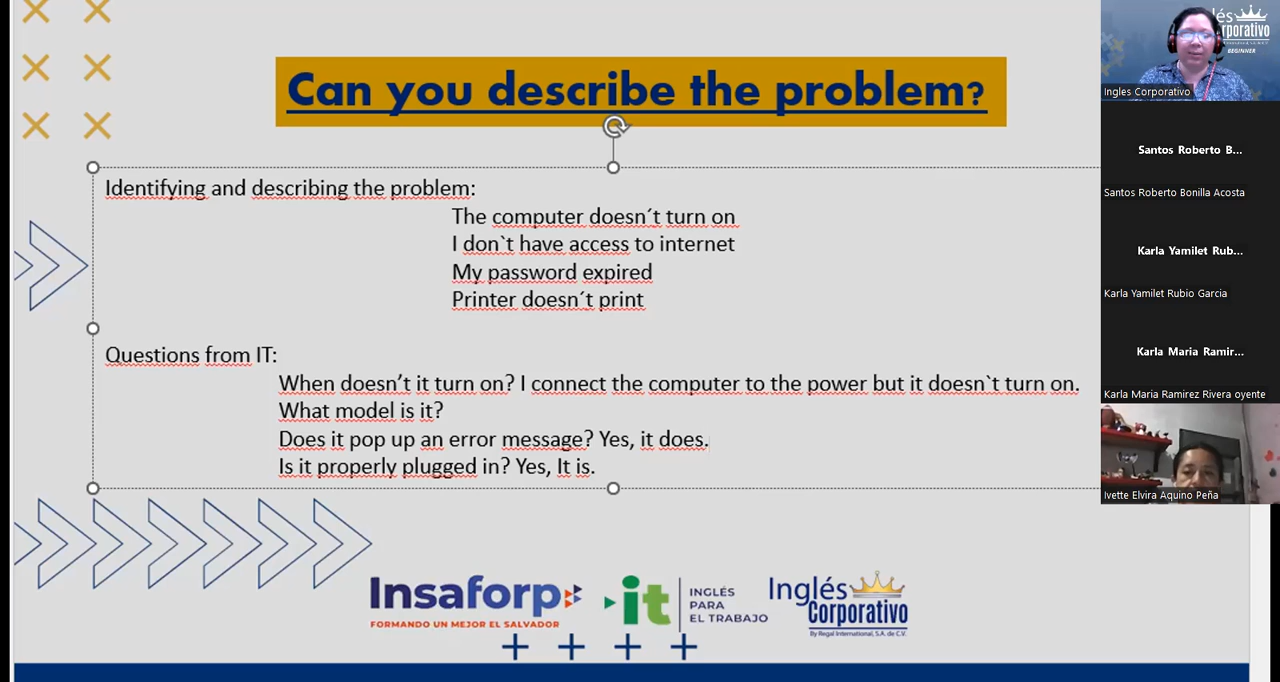 Can you describe the problem?
Identifying and describing the problem:
The computer doesn´t turn on
I don`t have access to internet
My password expired
Printer doesn´t print
Questions from IT:
When doesn’t it turn on? I connect the computer to the power but it doesn`t turn on.
What model is it?
Does it pop up an error message? Yes, it does.
Is it properly plugged in? Yes, It is.
Insaforp
FORMANDO UN MEJOR EL SALVADOR
it
INGLÉS
PARA
EL TRABAJO
Inglés
Corporativo
By Regal International, S.A. de C.V.
és
orporativo
BEGINNER
Ingles Corporativo
Santos Roberto B...
Santos Roberto Bonilla Acosta
Karla Yamilet Rub...
Karla Yamilet Rubio Garcia
Karla Maria Ramir...
Karla Maria Ramirez Rivera oyente
Ivette Elvira Aquino Peña